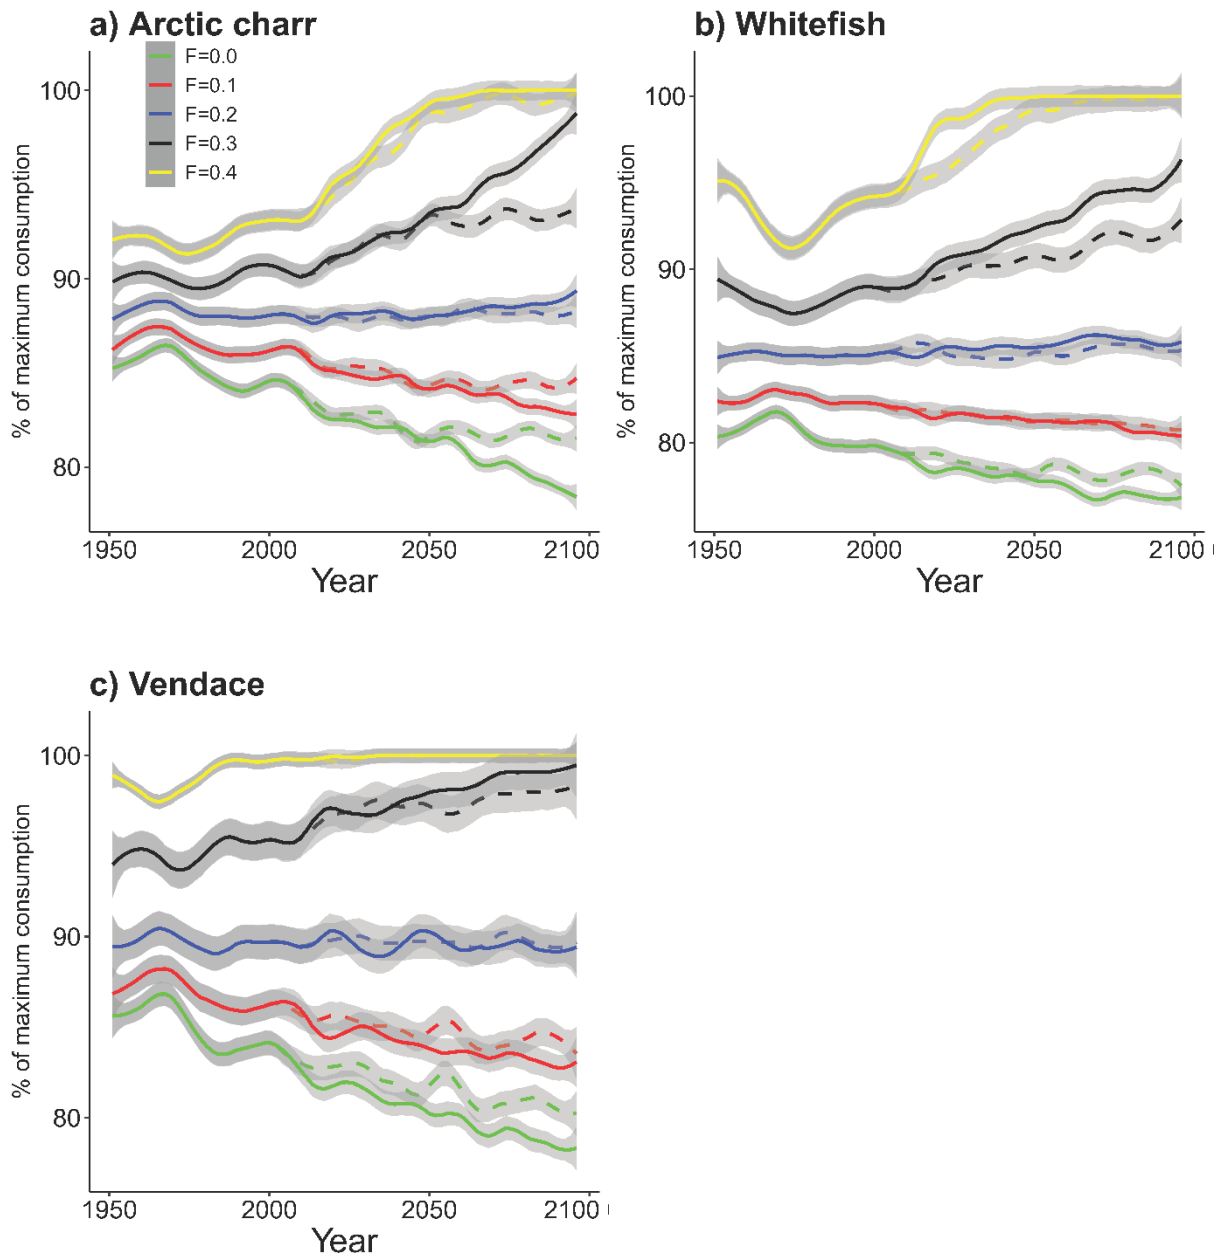 a) Arctic charr
F=0.0
F=0.1
F=0.2
F=0.3
F=0.4
100
90
80
% of maximum consumption
1950 2000 2050 2100
Year
b) Whitefish
100
90
80
% of maximum consumption
1950 2000 2050 2100
Year
c) Vendace
100
90
80
% of maximum consumption
1950 2000 2050 2100
Year